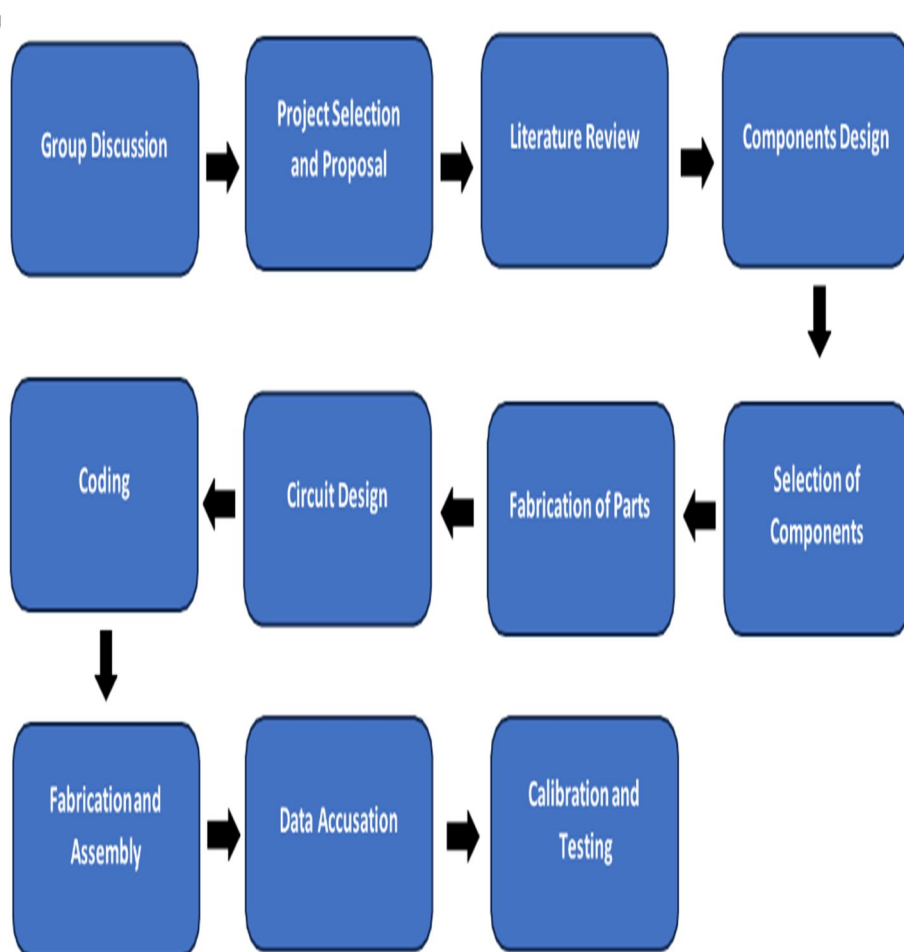 Group Discussion
Project Selection
and Proposal
Literature Review
Components Design
Selection of
Components
Fabrication of Parts
Circuit Design
Coding
Fabrication and
Assembly
Data Accusation
Calibration and
Testing